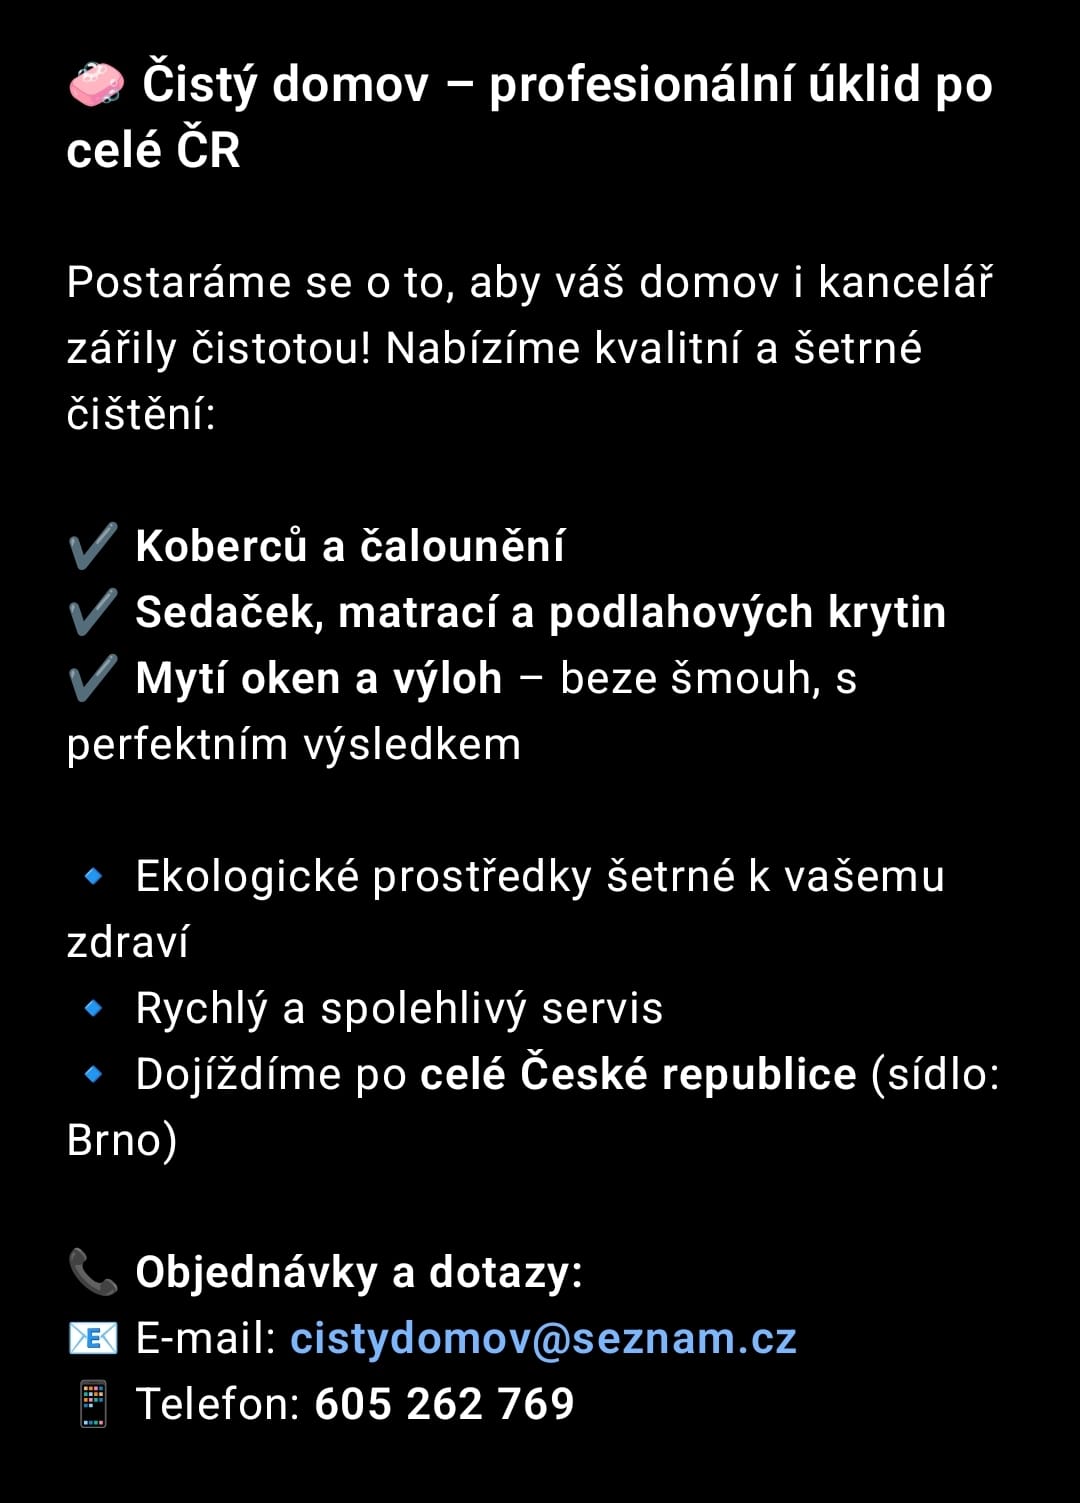 🧼 Čistý domov – profesionální úklid po
celé ČR
Postaráme se o to, aby váš domov i kancelář
zářily čistotou! Nabízíme kvalitní a šetrné
čištění:
✔️ Koberců a čalounění
✔️ Sedaček, matrací a podlahových krytin
✔️ Mytí oken a výloh – beze šmouh, s
perfektním výsledkem
🔹 Ekologické prostředky šetrné k vašemu
zdraví
🔹 Rychlý a spolehlivý servis
🔹 Dojíždíme po celé České republice (sídlo:
Brno)
📞 Objednávky a dotazy:
📧 E-mail: cistydomov@seznam.cz
📱 Telefon: 605 262 769